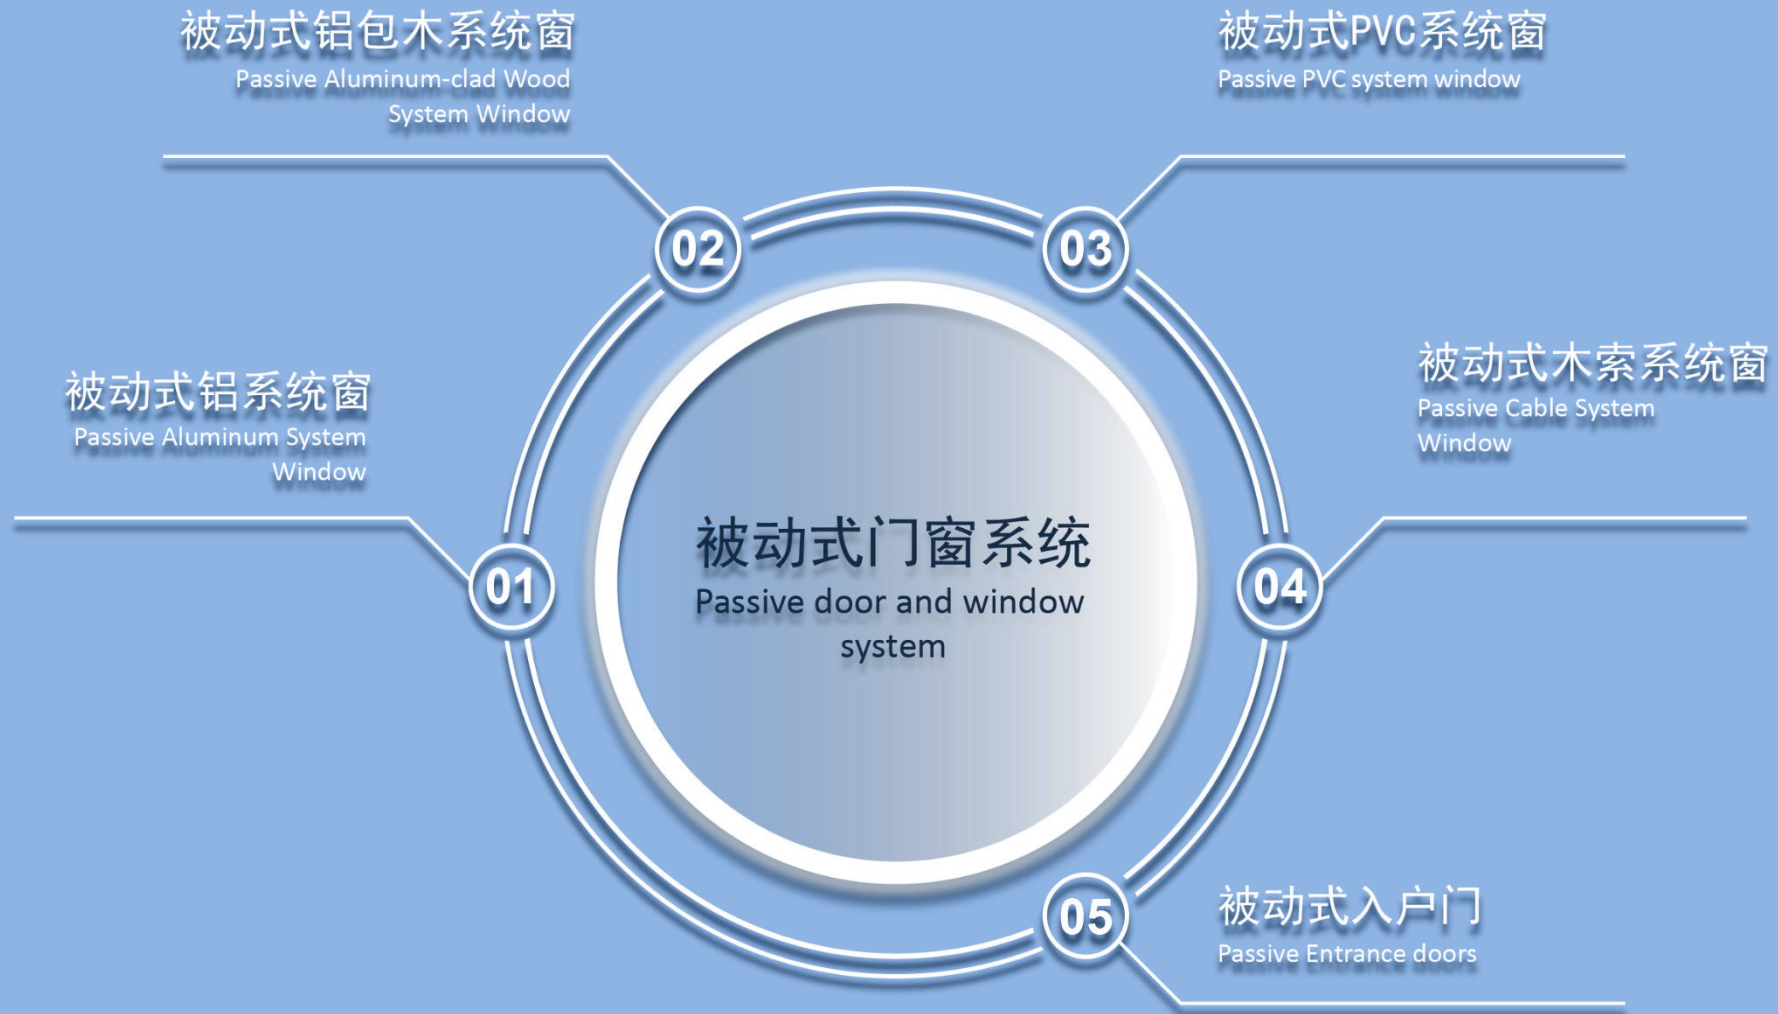 被动式铝包木系统窗
Passive Aluminum-clad Wood
System Window
被动式PVC系统窗
Passive PVC system window
02
03
被动式铝系统窗
Passive Aluminum System
Window
被动式木索系统窗
Passive Cable System
Window
01
04
被动式门窗系统
Passive door and window
system
05
被动式入户门
Passive Entrance doors